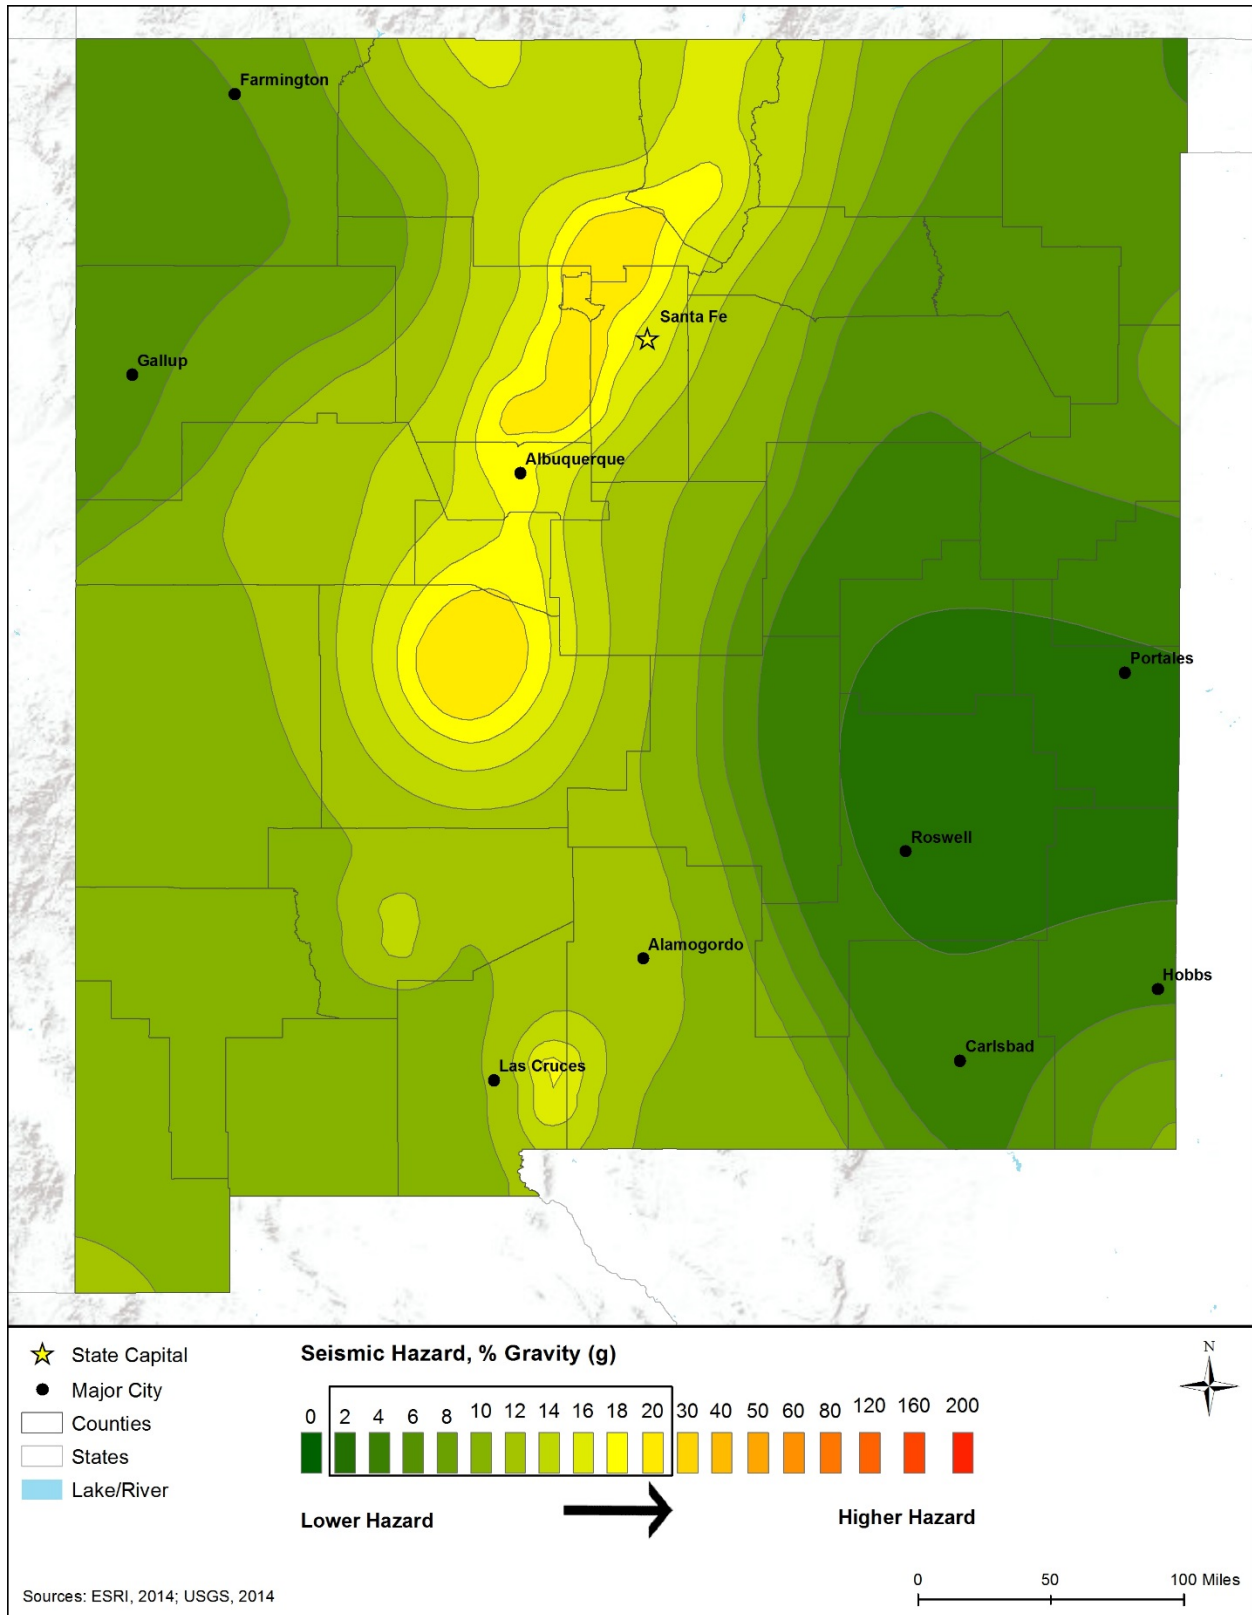 Farmington
Santa Fe
Gallup
Albuquerque
Portales
Roswell
Alamogordo
Hobbs
Carlsbad
Las Cruces
State Capital
Major City
Counties
States
Lake/River
Seismic Hazard, % Gravity (g)
0 2 4 6 8 10 12 14 16 18 20 30 40 50 60 80 120 160 200
Lower Hazard
Higher Hazard
N
Sources: ESRI, 2014; USGS, 2014
0 50 100 Miles